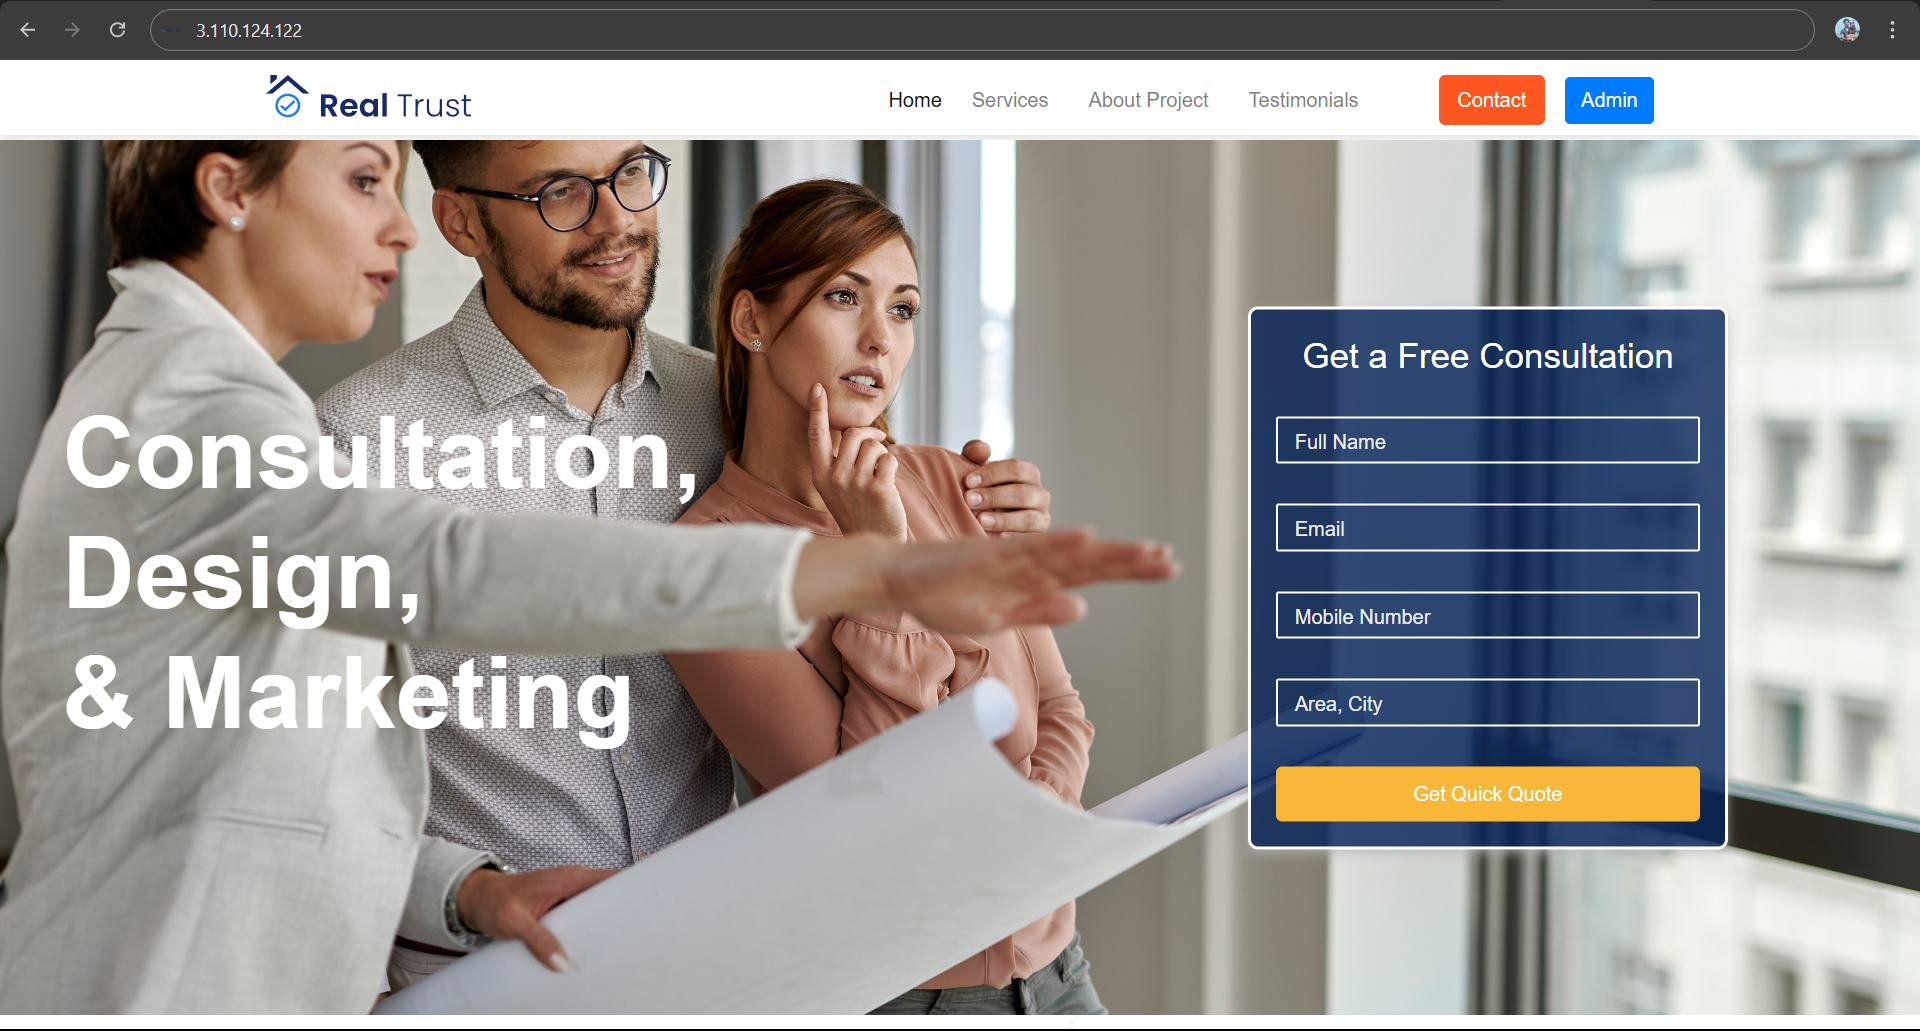 3.110.124.122
Real Trust
Home Services About Project Testimonials Contact Admin
Consultation,
Design,
& Marketing
Get a Free Consultation
Full Name
Email
Mobile Number
Area, City
Get Quick Quote